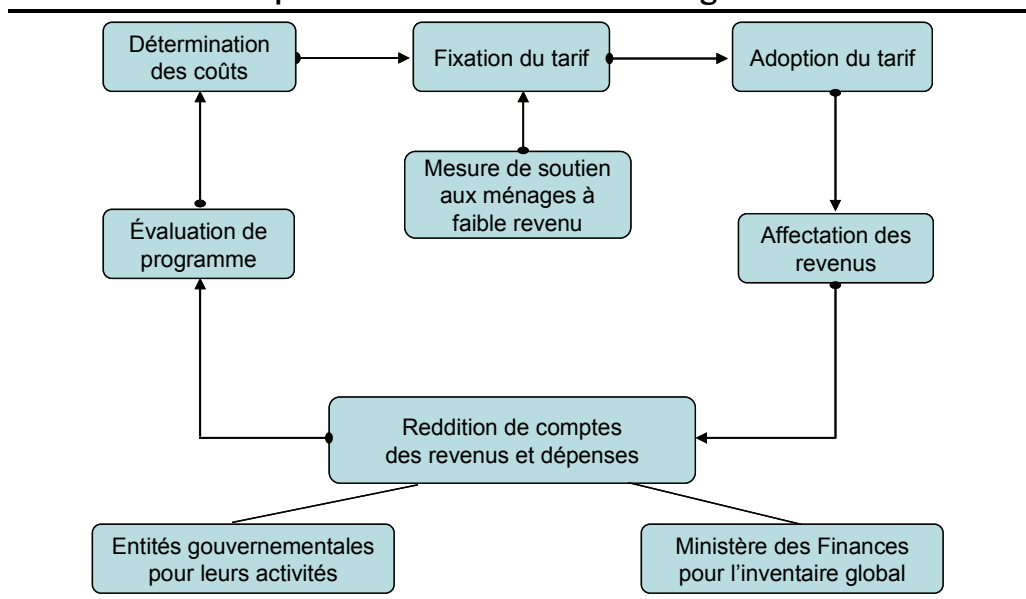 Détermination
des coûts
Fixation du tarif
Adoption du tarif
Mesure de soutien
aux ménages à
faible revenu
Évaluation de
programme
Affectation des
revenus
Reddition de comptes
des revenus et dépenses
Entités gouvernementales
pour leurs activités
Ministère des Finances
pour l’inventaire global